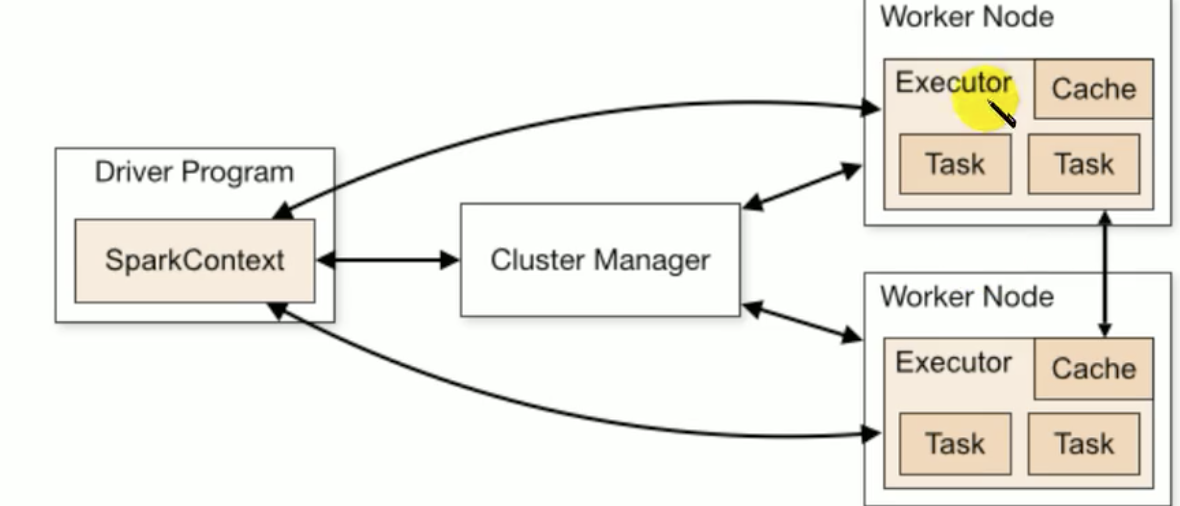 Driver Program
SparkContext
Cluster Manager
Worker Node
Executor
Cache
Task
Task
Worker Node
Executor
Cache
Task
Task